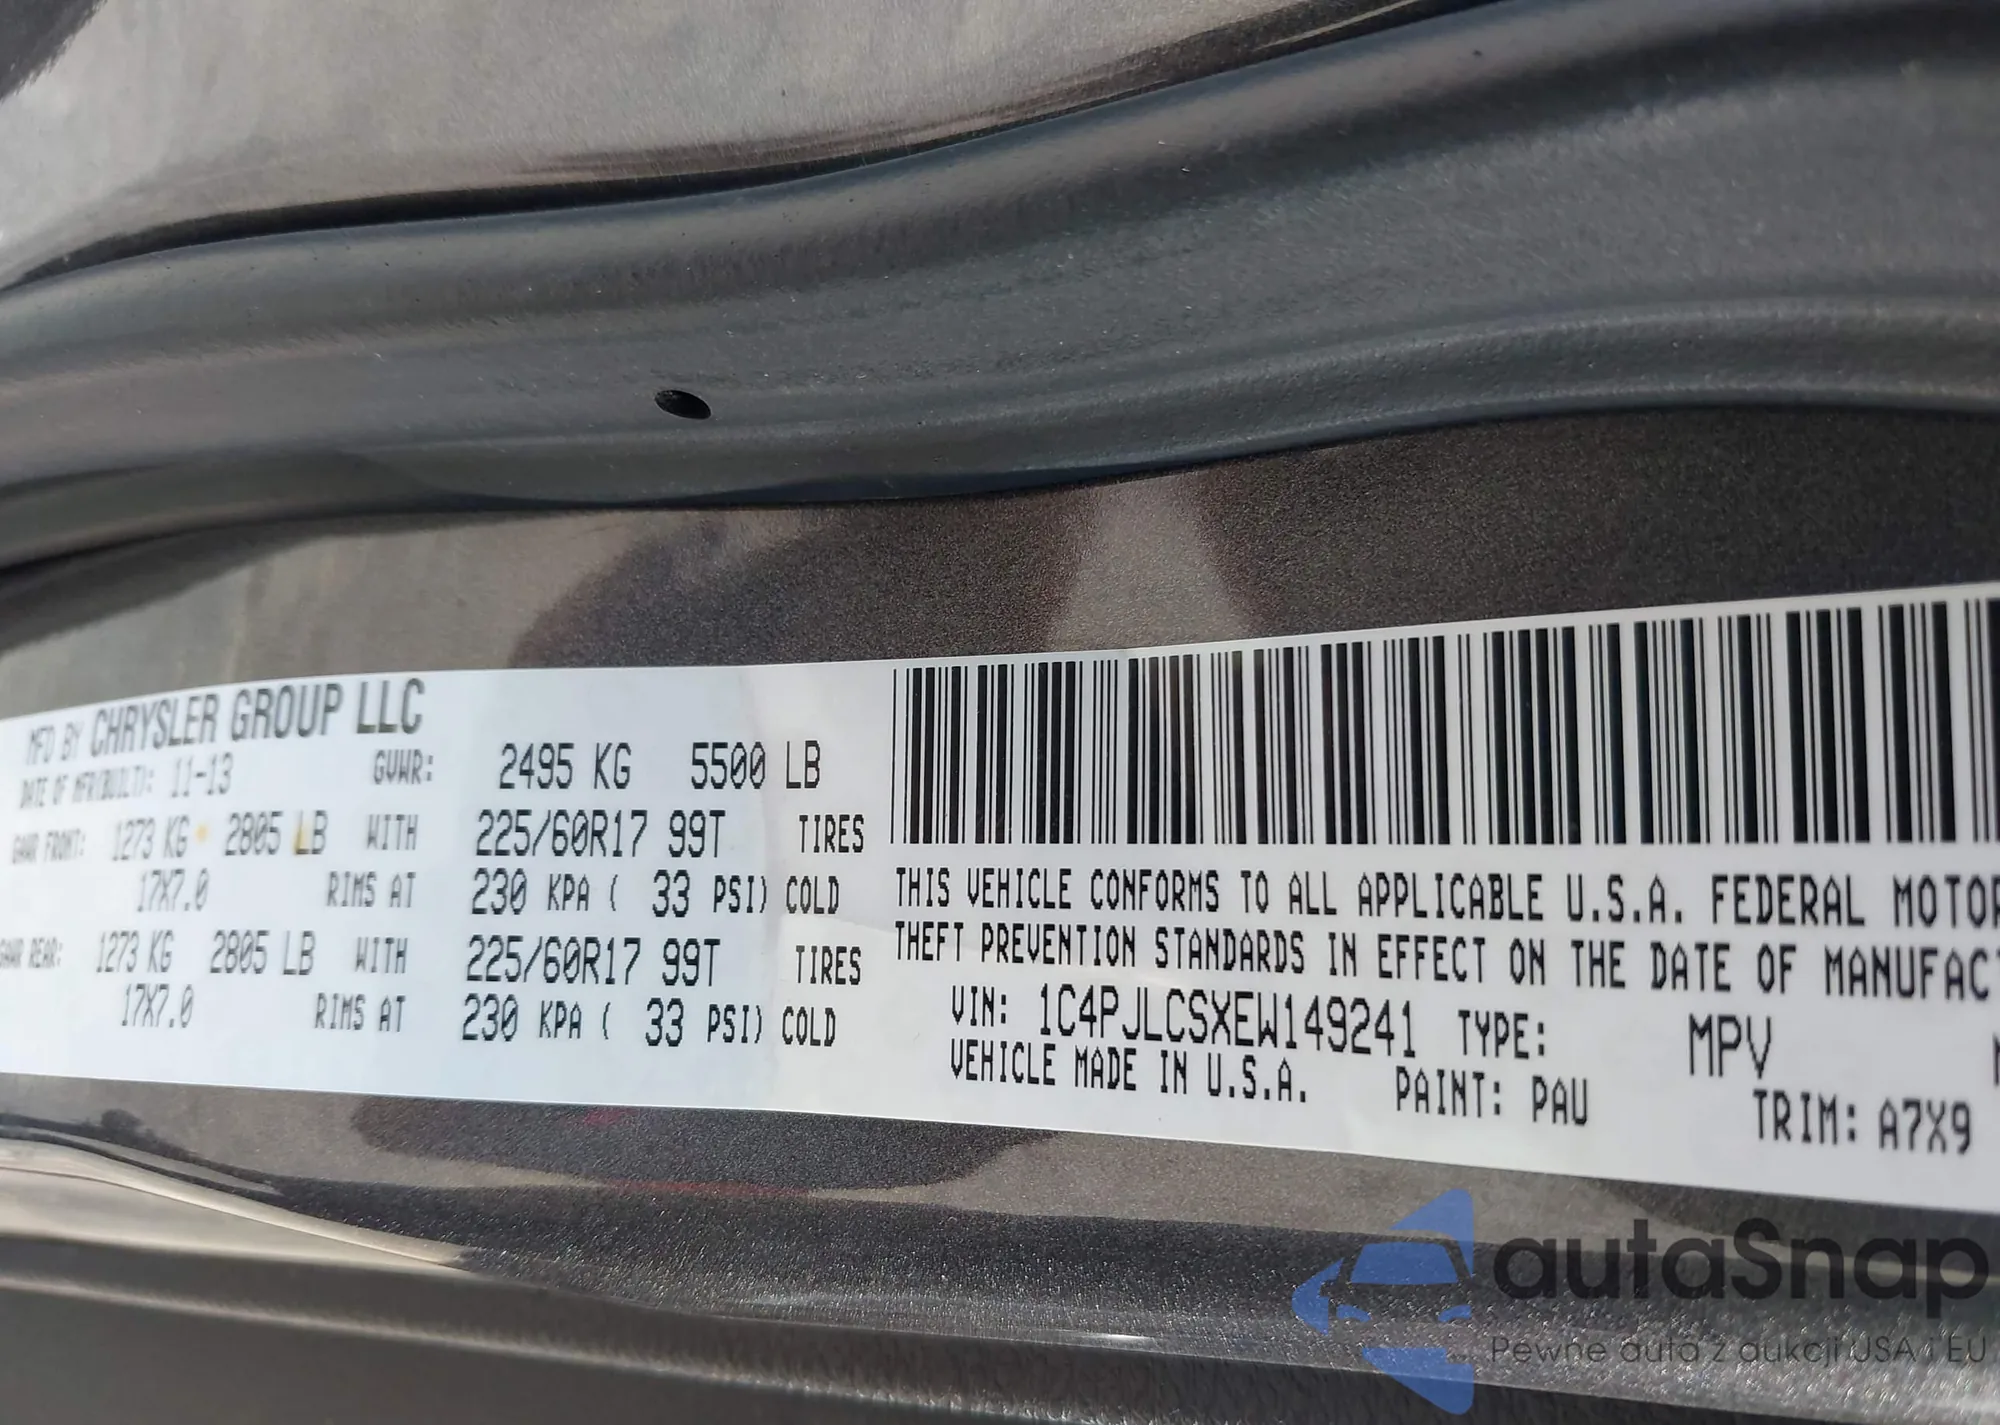 MFD BY CHRYSLER GROUP LLC
DATE OF MFR(BUILT): 11-13 GVWR: 2495 KG 5500 LB
GAWR FRONT: 1273 KG 2805 LB WITH 225/60R17 99T TIRES
17X7.0 RIMS AT 230 KPA ( 33 PSI) COLD
GAWR REAR: 1273 KG 2805 LB WITH 225/60R17 99T TIRES
17X7.0 RIMS AT 230 KPA ( 33 PSI) COLD
THIS VEHICLE CONFORMS TO ALL APPLICABLE U.S.A. FEDERAL MOTOR
THEFT PREVENTION STANDARDS IN EFFECT ON THE DATE OF MANUFACT
VIN: 1C4PJLCSXEW149241 TYPE: MPV
VEHICLE MADE IN U.S.A. PAINT: PAU TRIM: A7X9
autaSnap
Pewne auta z aukcji USA i EU